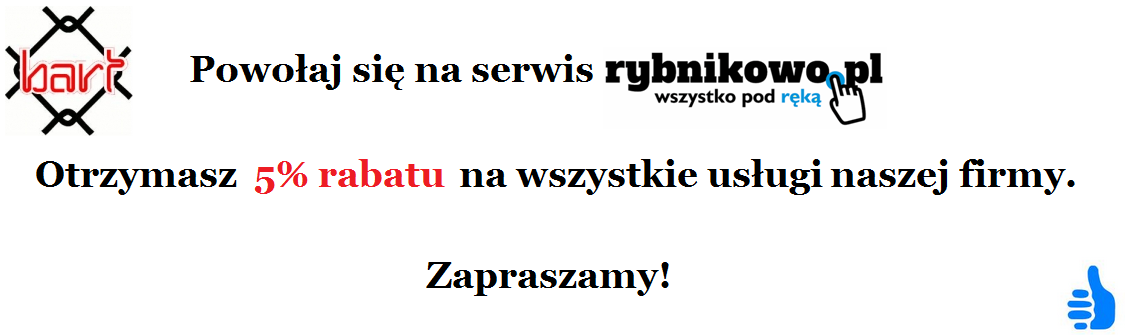 bart
Powołaj się na serwis rybnikowo.pl
wszystko pod ręką
Otrzymasz 5% rabatu na wszystkie usługi naszej firmy.
Zapraszamy!